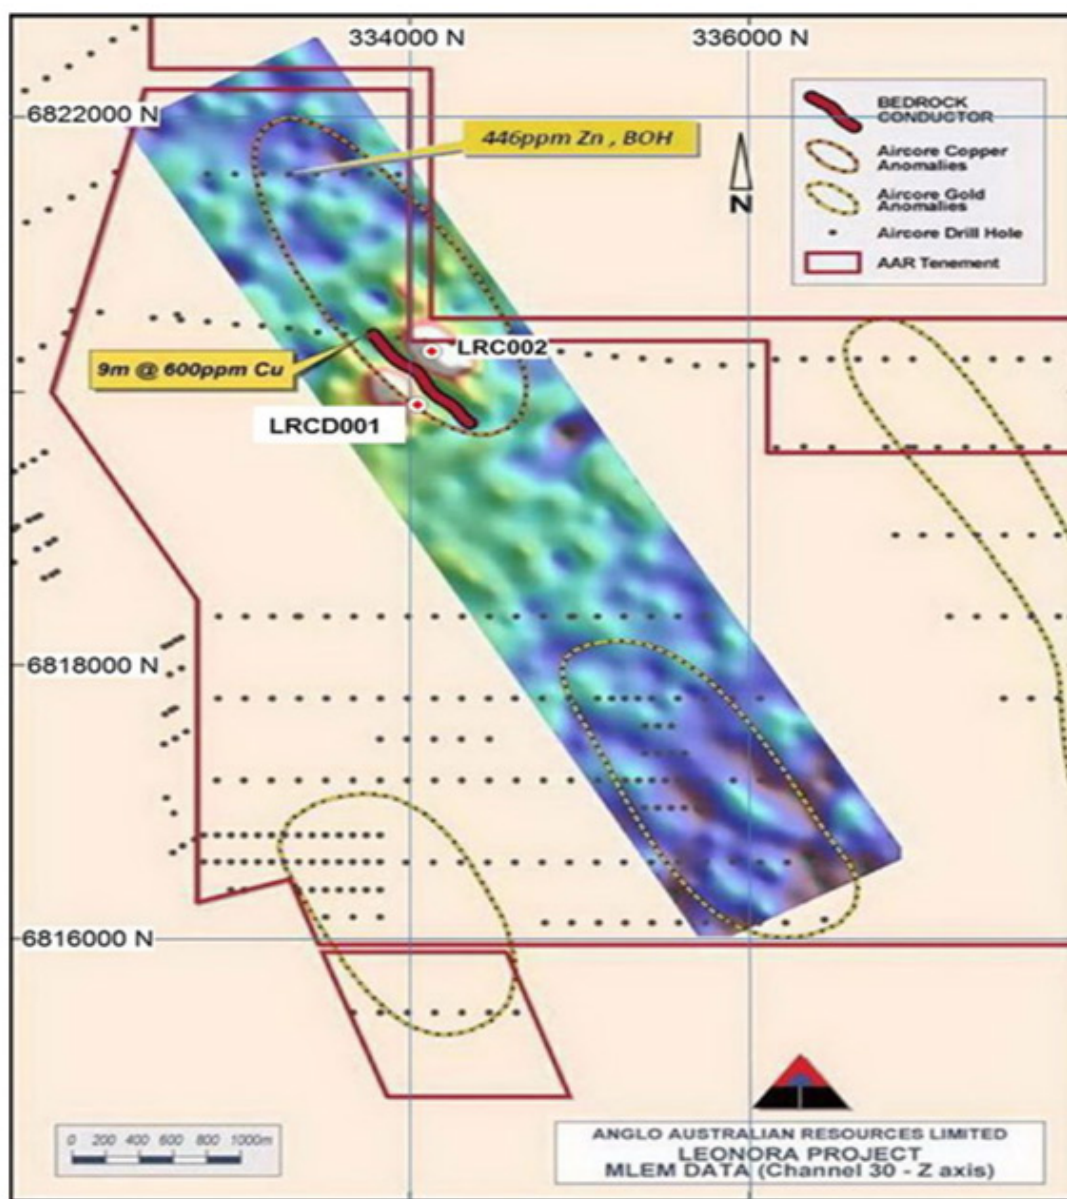 334000 N
336000 N
6822000 N
446ppm Zn , BOH
BEDROCK
CONDUCTOR
Aircore Copper
Anomalies
Aircore Gold
Anomalies
Aircore Drill Hole
AAR Tenement
N
LRC002
9m @ 600ppm Cu
LRCD001
6818000 N
6816000 N
0 200 400 600 800 1000m
ANGLO AUSTRALIAN RESOURCES LIMITED
LEONORA PROJECT
MLEM DATA (Channel 30 - Z axis)